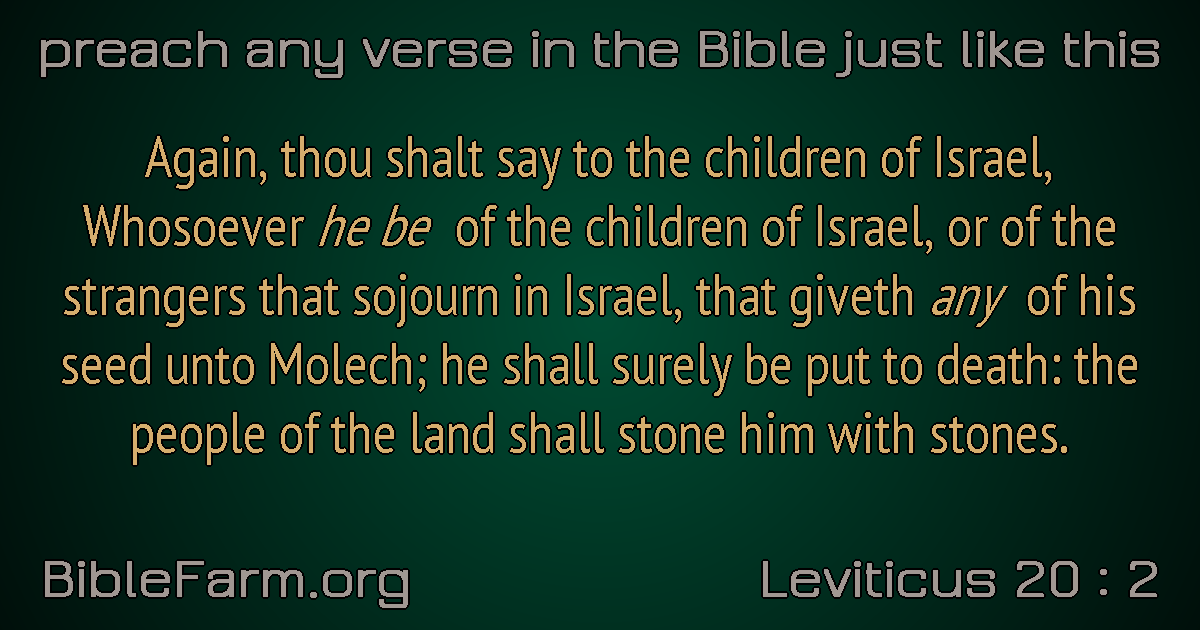 preach any verse in the Bible just like this
Again, thou shalt say to the children of Israel,
Whosoever he be of the children of Israel, or of the
strangers that sojourn in Israel, that giveth any of his
seed unto Molech; he shall surely be put to death: the
people of the land shall stone him with stones.
BibleFarm.org
Leviticus 20 : 2